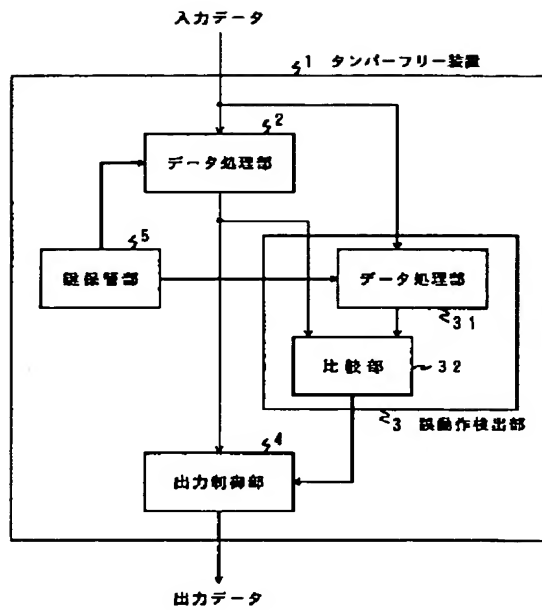 入力データ
1 タンパーフリー装置
2
データ処理部
5
鍵保管部
データ処理部
31
比較部
32
3 誤動作検出部
4
出力制御部
出力データ